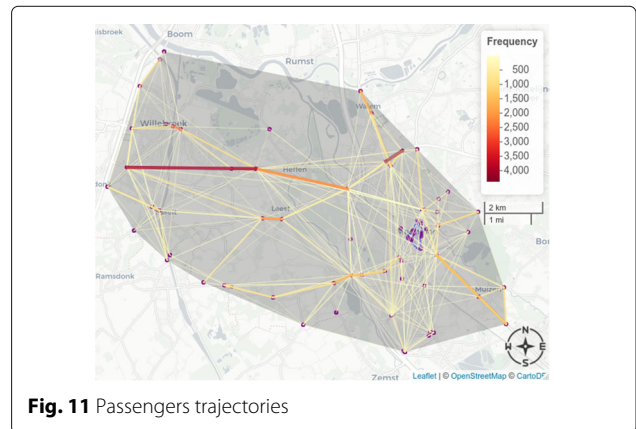 Boom
Rumst
Walem
Willebroek
Heffen
Leest
Ramsdonk
Zemst
Frequency
500
1,000
1,500
2,000
2,500
3,000
3,500
4,000
2 km
1 mi
N
W
E
S
Leaflet | © OpenStreetMap © CartoDB
Fig. 11 Passengers trajectories